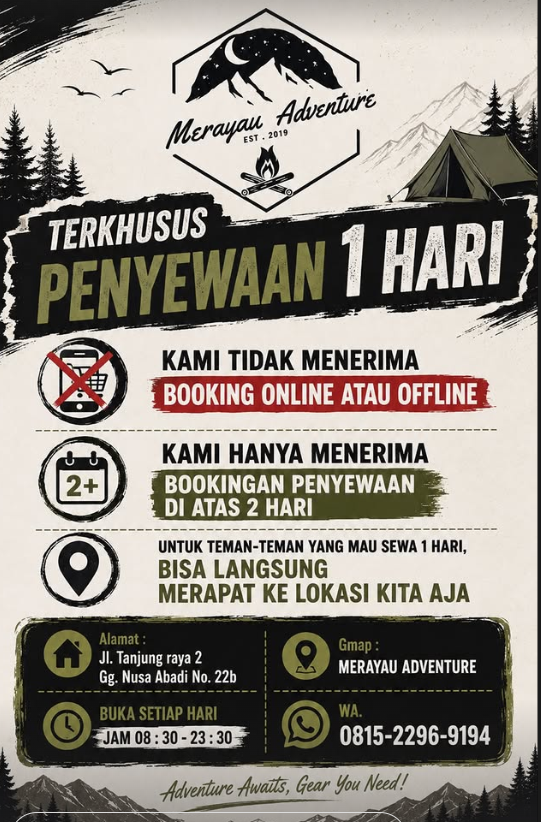 Merayau Adventure
EST . 2019
TERKHUSUS
PENYEWAAN 1 HARI
KAMI TIDAK MENERIMA
BOOKING ONLINE ATAU OFFLINE
2+
KAMI HANYA MENERIMA
BOOKINGAN PENYEWAAN
DI ATAS 2 HARI
UNTUK TEMAN-TEMAN YANG MAU SEWA 1 HARI,
BISA LANGSUNG
MERAPAT KE LOKASI KITA AJA
Alamat :
Jl. Tanjung raya 2
Gg. Nusa Abadi No. 22b
Gmap :
MERAYAU ADVENTURE
BUKA SETIAP HARI
JAM 08 : 30 - 23 : 30
WA.
0815-2296-9194
Adventure Awaits, Gear You Need!